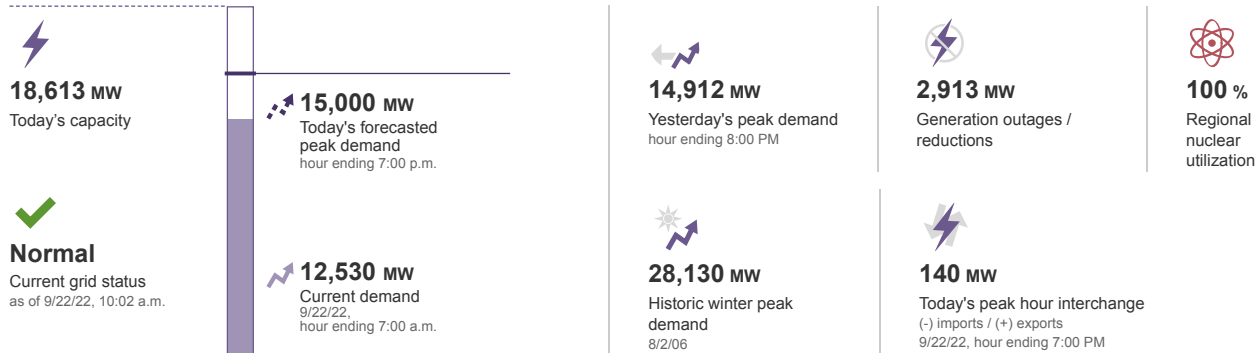 18,613 MW
Today's capacity
Normal
Current grid status
as of 9/22/22, 10:02 a.m.
15,000 MW
Today's forecasted
peak demand
hour ending 7:00 p.m.
12,530 MW
Current demand
9/22/22,
hour ending 7:00 a.m.
14,912 MW
Yesterday's peak demand
hour ending 8:00 PM
2,913 MW
Generation outages /
reductions
100 %
Regional
nuclear
utilization
28,130 MW
Historic winter peak
demand
8/2/06
140 MW
Today's peak hour interchange
(-) imports / (+) exports
9/22/22, hour ending 7:00 PM